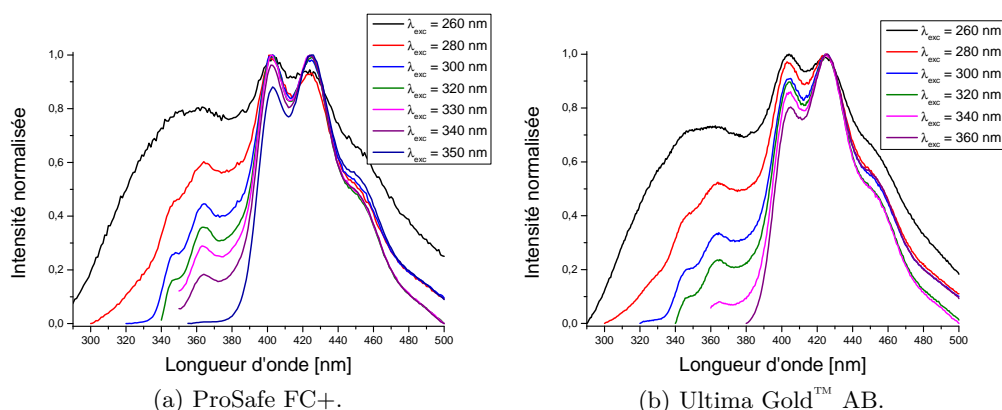 λexc = 260 nm
λexc = 280 nm
λexc = 300 nm
λexc = 320 nm
λexc = 330 nm
λexc = 340 nm
λexc = 350 nm
1,0
0,8
0,6
0,4
0,2
0,0
Intensité normalisée
300 320 340 360 380 400 420 440 460 480 500
Longueur d'onde [nm]
(a) ProSafe FC+.
λexc = 260 nm
λexc = 280 nm
λexc = 300 nm
λexc = 320 nm
λexc = 340 nm
λexc = 360 nm
1,0
0,8
0,6
0,4
0,2
0,0
Intensité normalisée
300 320 340 360 380 400 420 440 460 480 500
Longueur d'onde [nm]
(b) Ultima Gold™ AB.